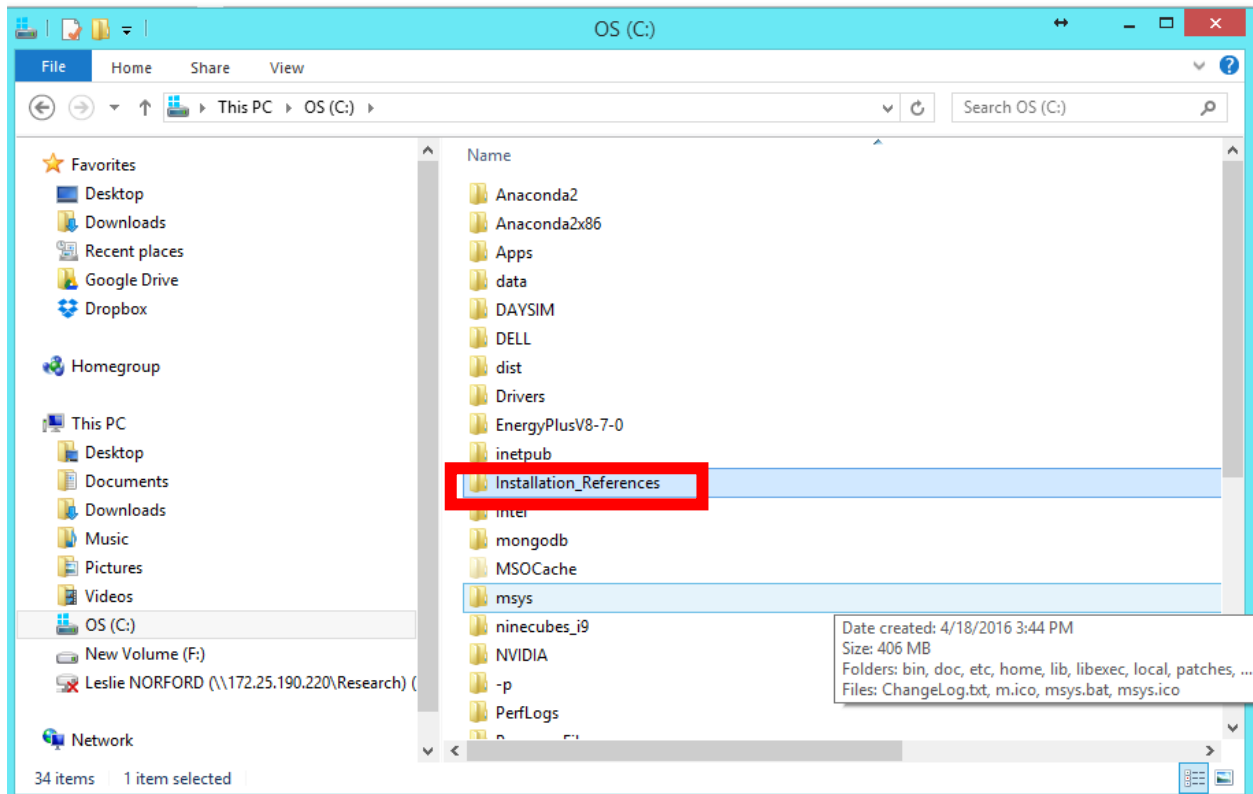 OS (C:)
File Home Share View
This PC OS (C:) Search OS (C:)
Favorites
Desktop
Downloads
Recent places
Google Drive
Dropbox
Homegroup
This PC
Desktop
Documents
Downloads
Music
Pictures
Videos
OS (C:)
New Volume (F:)
Leslie NORFORD (\\172.25.190.220\Research) (
Network
Name
Anaconda2
Anaconda2x86
Apps
data
DAYSIM
DELL
dist
Drivers
EnergyPlusV8-7-0
inetpub
Installation_References
Intel
mongodb
MSOCache
msys
ninecubes_i9
NVIDIA
-p
PerfLogs
Date created: 4/18/2016 3:44 PM
Size: 406 MB
Folders: bin, doc, etc, home, lib, libexec, local, patches, ...
Files: ChangeLog.txt, m.ico, msys.bat, msys.ico
34 items 1 item selected